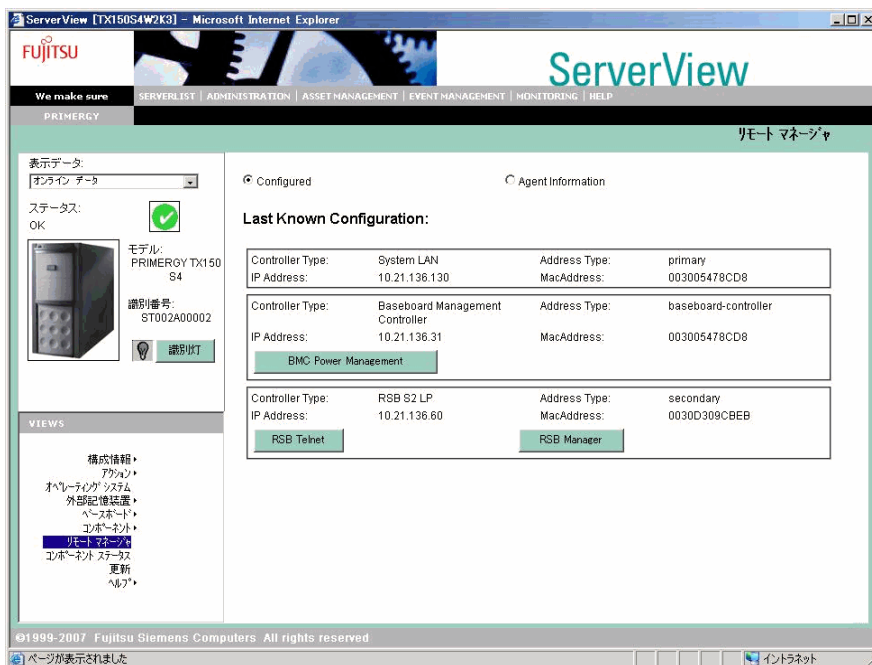 ServerView [TX150S4W2K3] - Microsoft Internet Explorer
FUJITSU
ServerView
We make sure
SERVERLIST | ADMINISTRATION | ASSET MANAGEMENT | EVENT MANAGEMENT | MONITORING | HELP
PRIMERGY
リモート マネージャ
表示データ:
オンライン データ
ステータス:
OK
モデル:
PRIMERGY TX150
S4
識別番号:
ST002A00002
識別灯
Configured
Agent Information
Last Known Configuration:
Controller Type: System LAN Address Type: primary
IP Address: 10.21.136.130 MacAddress: 003005478CD8
Controller Type: Baseboard Management Controller Address Type: baseboard-controller
IP Address: 10.21.136.31 MacAddress: 003005478CD8
BMC Power Management
Controller Type: RSB S2 LP Address Type: secondary
IP Address: 10.21.136.60 MacAddress: 0030D309CBEB
RSB Telnet RSB Manager
VIEWS
構成情報
アクション
オペレーティング システム
外部記憶装置
ベースボード
コンポーネント
リモート マネージャ
コンポーネント ステータス
更新
ヘルプ
©1999-2007 Fujitsu Siemens Computers All rights reserved
ページが表示されました
イントラネット